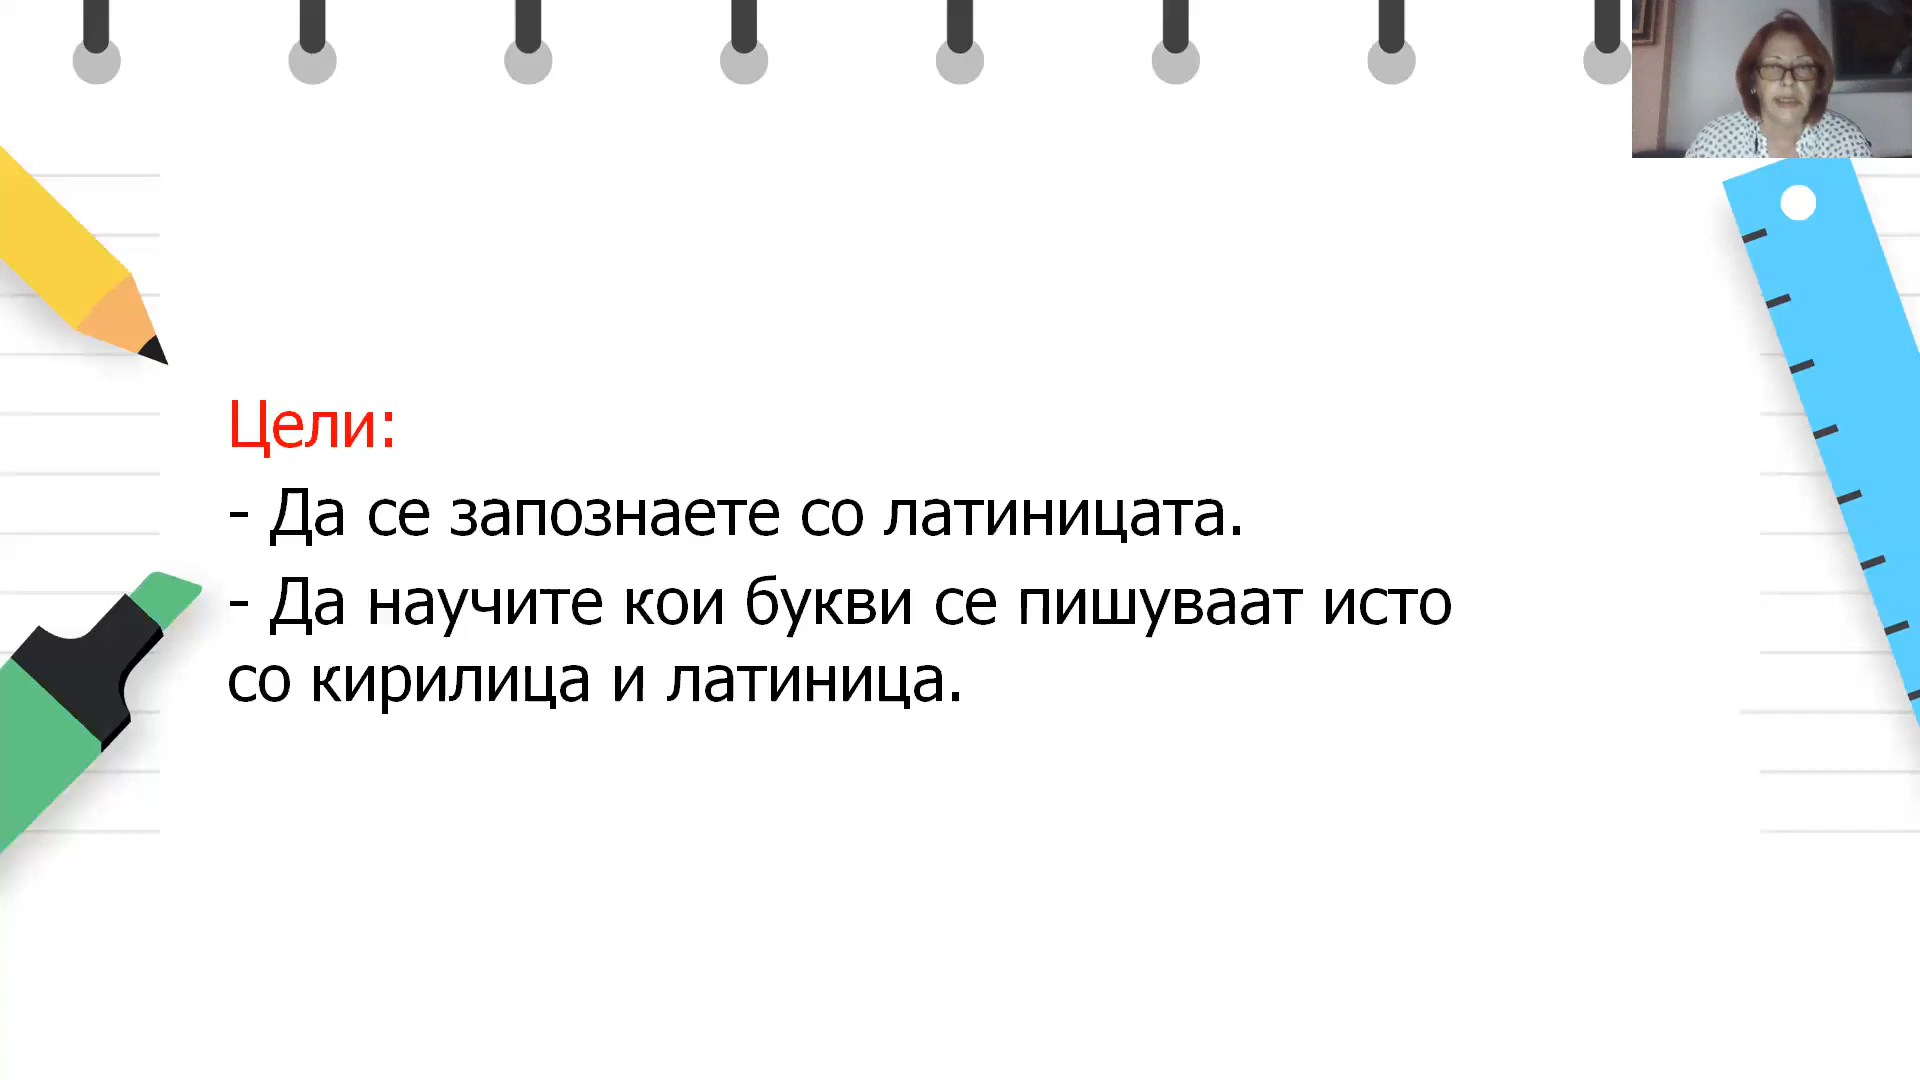 Цели:
- Да се запознаете со латиницата.
- Да научите кои букви се пишуваат исто
со кирилица и латиница.